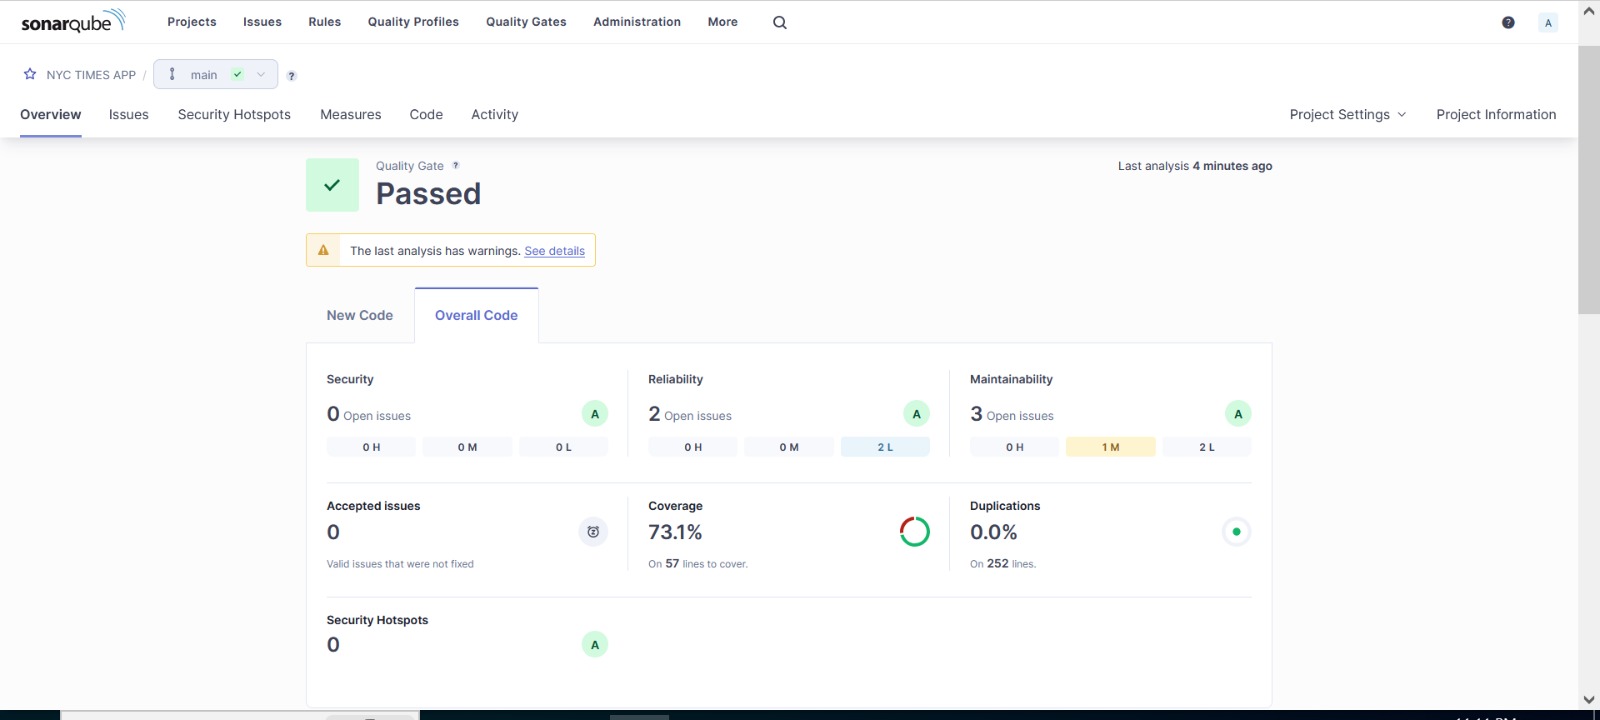 sonarqube Projects Issues Rules Quality Profiles Quality Gates Administration More ? A
NYC TIMES APP / main ?
Overview Issues Security Hotspots Measures Code Activity Project Settings Project Information
Quality Gate ? Last analysis 4 minutes ago
Passed
The last analysis has warnings. See details
New Code Overall Code
Security Reliability Maintainability
0 Open issues A 2 Open issues A 3 Open issues A
0 H 0 M 0 L 0 H 0 M 2 L 0 H 1 M 2 L
Accepted issues Coverage Duplications
0 73.1% 0.0%
Valid issues that were not fixed On 57 lines to cover. On 252 lines.
Security Hotspots
0 A